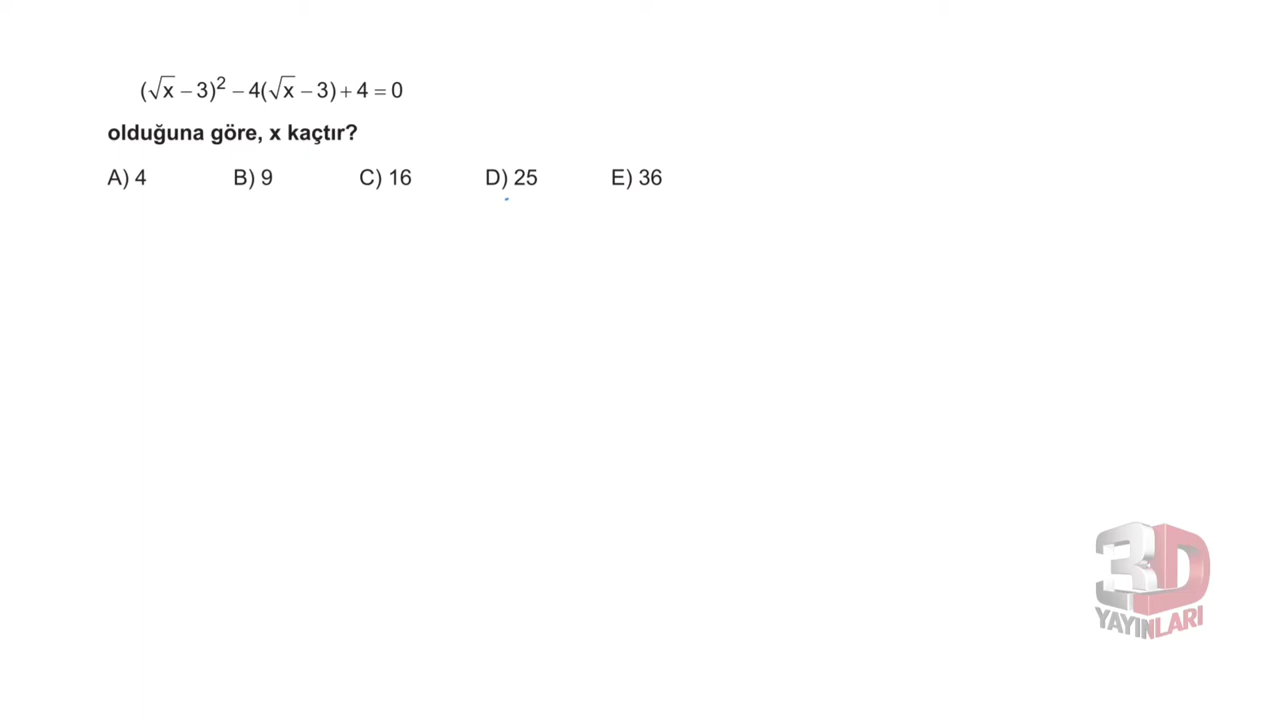 (√x − 3)² − 4(√x − 3) + 4 = 0
olduğuna göre, x kaçtır?
A) 4 B) 9 C) 16 D) 25 E) 36
3D
YAYINLARI